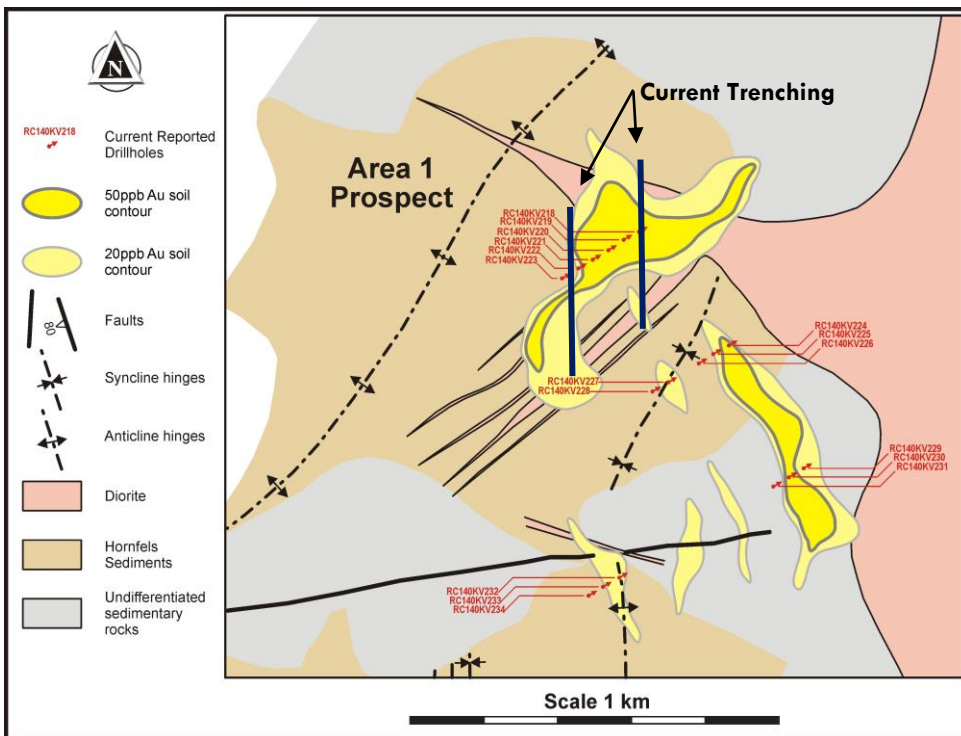 N
RC140KV218
Current Reported
Drillholes
50ppb Au soil
contour
20ppb Au soil
contour
80
Faults
Syncline hinges
Anticline hinges
Diorite
Hornfels
Sediments
Undifferentiated
sedimentary
rocks
Current Trenching
Area 1
Prospect
RC140KV218
RC140KV219
RC140KV220
RC140KV221
RC140KV222
RC140KV223
RC140KV224
RC140KV225
RC140KV226
RC140KV227
RC140KV228
RC140KV229
RC140KV230
RC140KV231
RC140KV232
RC140KV233
RC140KV234
Scale 1 km